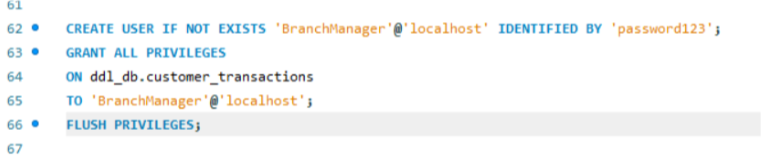 61
62 CREATE USER IF NOT EXISTS 'BranchManager'@'localhost' IDENTIFIED BY 'password123';
63 GRANT ALL PRIVILEGES
64 ON ddl_db.customer_transactions
65 TO 'BranchManager'@'localhost';
66 FLUSH PRIVILEGES;
67